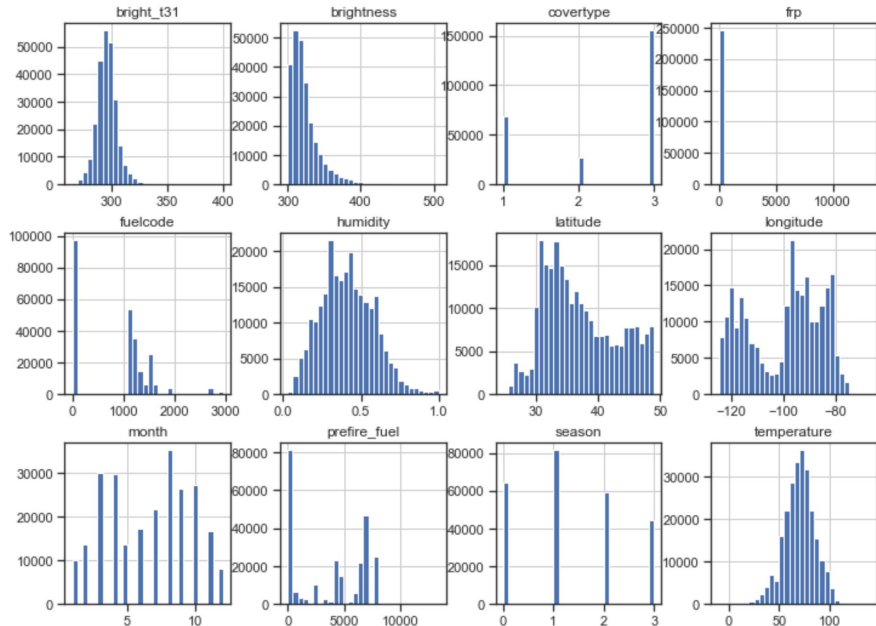 bright_t31 brightness covertype frp
50000 50000 150000 250000
40000 40000 200000
30000 30000 100000 150000
20000 20000 50000 100000
10000 10000 50000
0 0 0 0
300 350 400 300 400 500 1 2 3 0 5000 10000
fuelcode humidity latitude longitude
100000 20000 15000 20000
80000 15000 10000 15000
60000 10000 5000 10000
40000 5000 5000
20000
0 0 0 0
0 1000 2000 3000 0.0 0.5 1.0 30 40 50 −120 −100 −80
month prefire_fuel season temperature
30000 80000 80000 30000
20000 60000 60000 20000
10000 40000 40000 10000
20000 20000
0 0 0 0
5 10 0 5000 10000 0 1 2 3 0 50 100